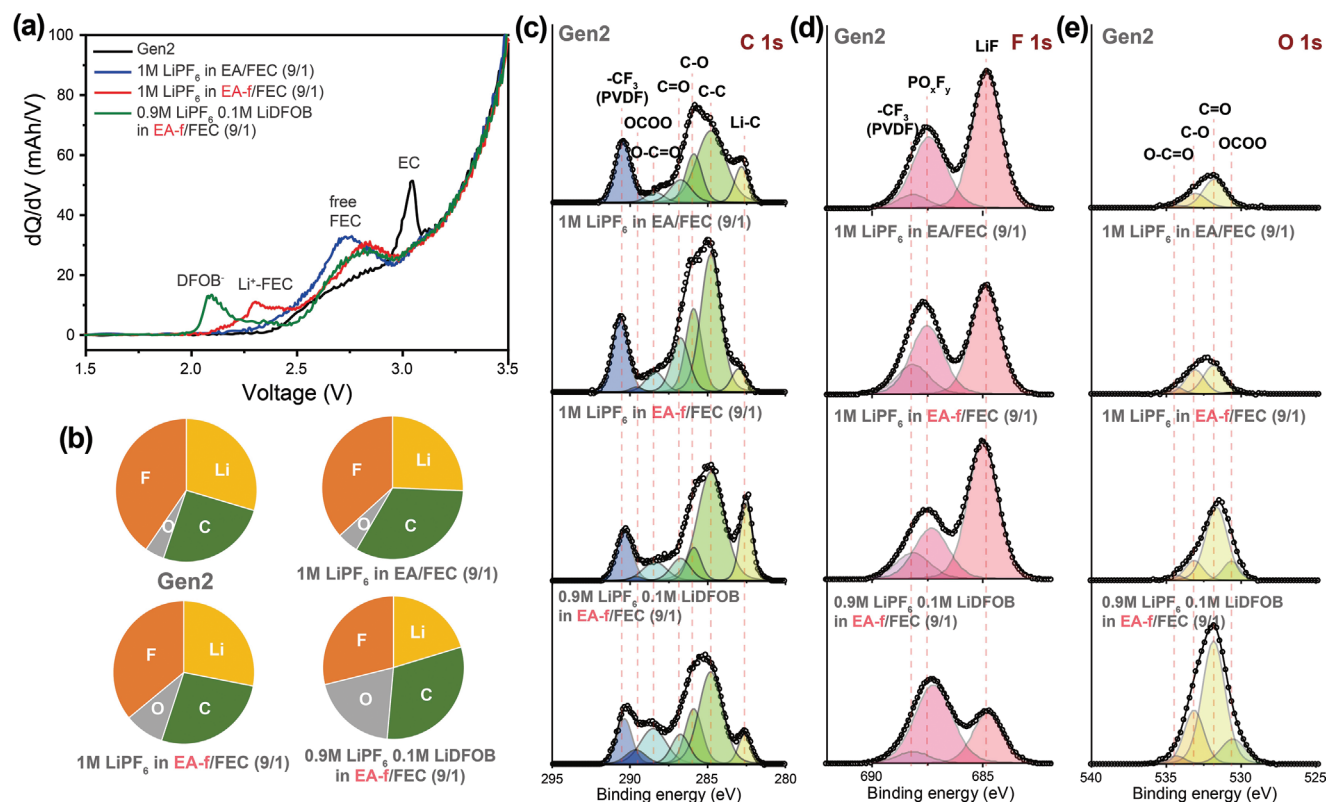 (a)
100
80
60
40
20
0
dQ/dV (mAh/V)
Gen2
1M LiPF6 in EA/FEC (9/1)
1M LiPF6 in EA-f/FEC (9/1)
0.9M LiPF6 0.1M LiDFOB
in EA-f/FEC (9/1)
EC
free
FEC
DFOB-
Li+-FEC
1.5
2.0
2.5
3.0
3.5
Voltage (V)
(b)
F
Li
O
C
Gen2
F
Li
O
C
1M LiPF6 in EA/FEC (9/1)
F
Li
O
C
1M LiPF6 in EA-f/FEC (9/1)
F
Li
O
C
0.9M LiPF6 0.1M LiDFOB
in EA-f/FEC (9/1)
(c)
Gen2
C 1s
-CF3
(PVDF)
OCOO
O-C=O
C=O
C-O
C-C
Li-C
1M LiPF6 in EA/FEC (9/1)
1M LiPF6 in EA-f/FEC (9/1)
0.9M LiPF6 0.1M LiDFOB
in EA-f/FEC (9/1)
295
290
285
280
Binding energy (eV)
(d)
Gen2
F 1s
LiF
POxFy
-CF3
(PVDF)
1M LiPF6 in EA/FEC (9/1)
1M LiPF6 in EA-f/FEC (9/1)
0.9M LiPF6 0.1M LiDFOB
in EA-f/FEC (9/1)
690
685
Binding energy (eV)
(e)
Gen2
O 1s
C=O
C-O
O-C=O
OCOO
1M LiPF6 in EA/FEC (9/1)
1M LiPF6 in EA-f/FEC (9/1)
0.9M LiPF6 0.1M LiDFOB
in EA-f/FEC (9/1)
540
535
530
525
Binding energy (eV)